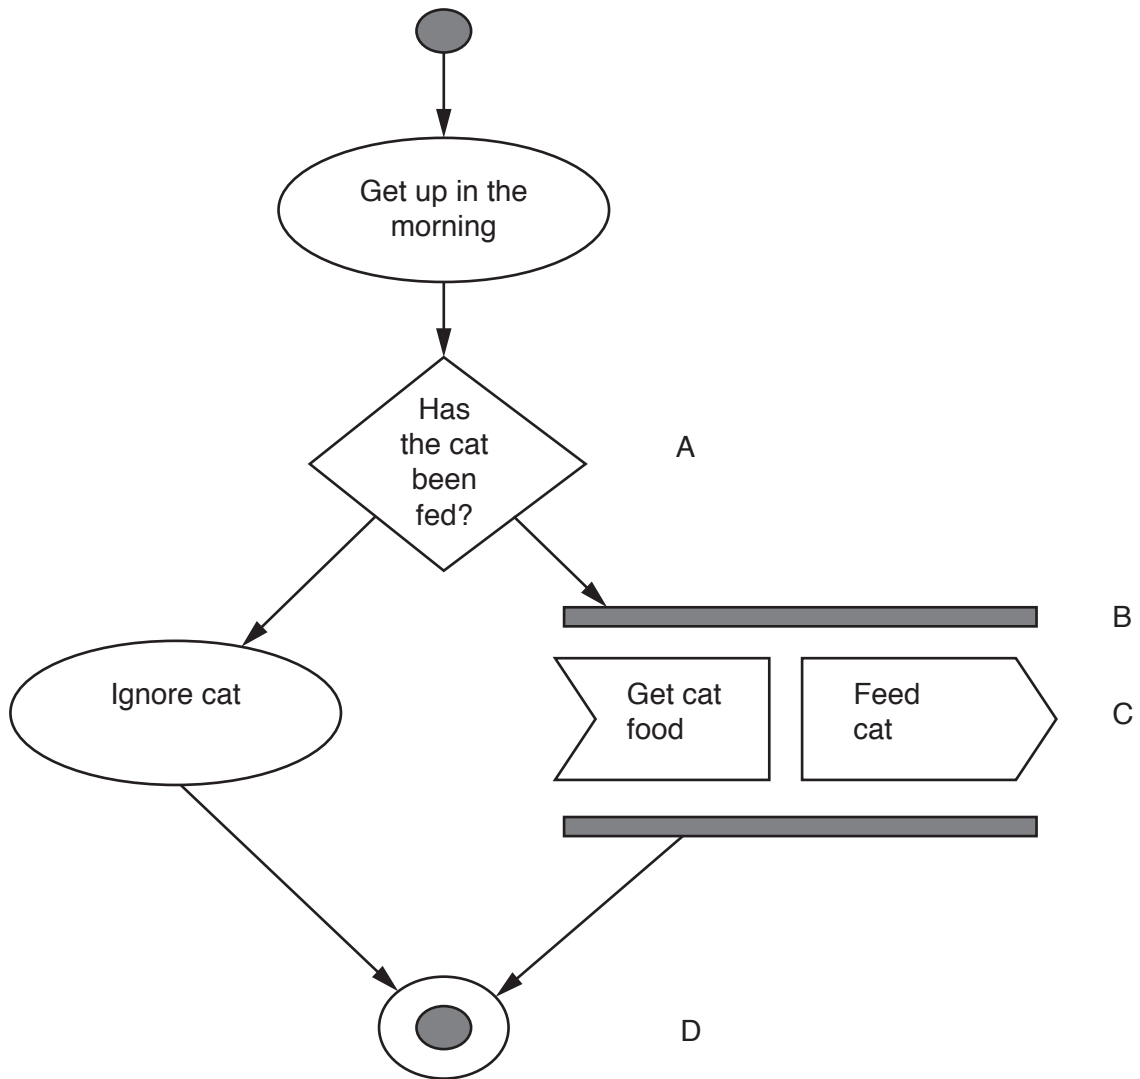 Get up in the
morning
Has
the cat
been
fed?
A
B
Ignore cat
Get cat
food
Feed
cat
C
D